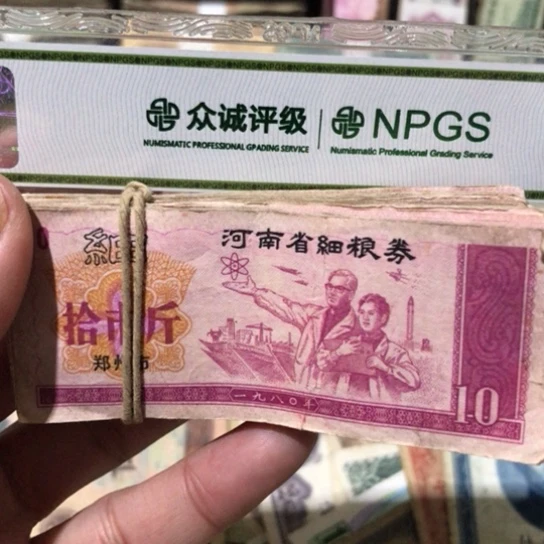 众诚评级
NUMISMATIC PROFESSIONAL GPADING SERVICE
NPGS
Numismatic Professional Grading Service
河南省細粮券
拾市斤
郑州市
一九八〇年
10